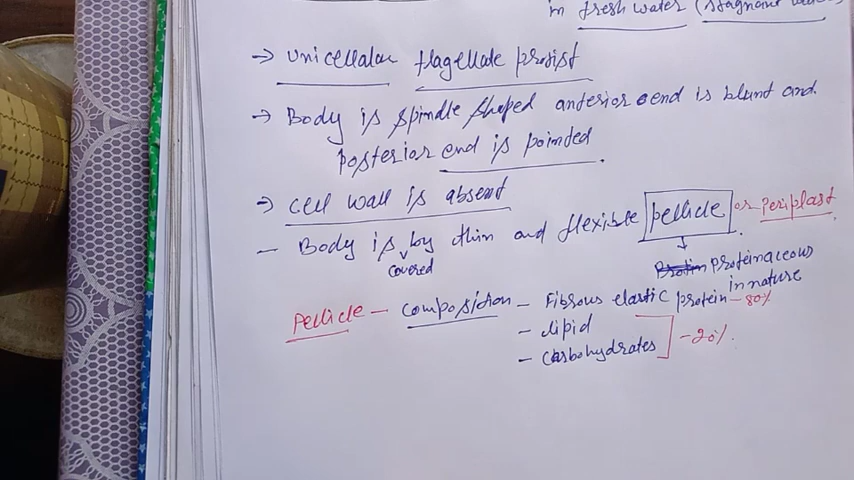 in fresh water (stagnant water)
→ unicellular flagellate protist
→ Body is spindle shaped anterior end is blunt and
posterior end is pointed
→ cell wall is absent
– Body is covered by thin and flexible pellicle or periplast.
↓
proteinaceous
in nature
Pellicle – composition – Fibrous elastic protein – 80%
– lipid
– carbohydrates ] – 20%.